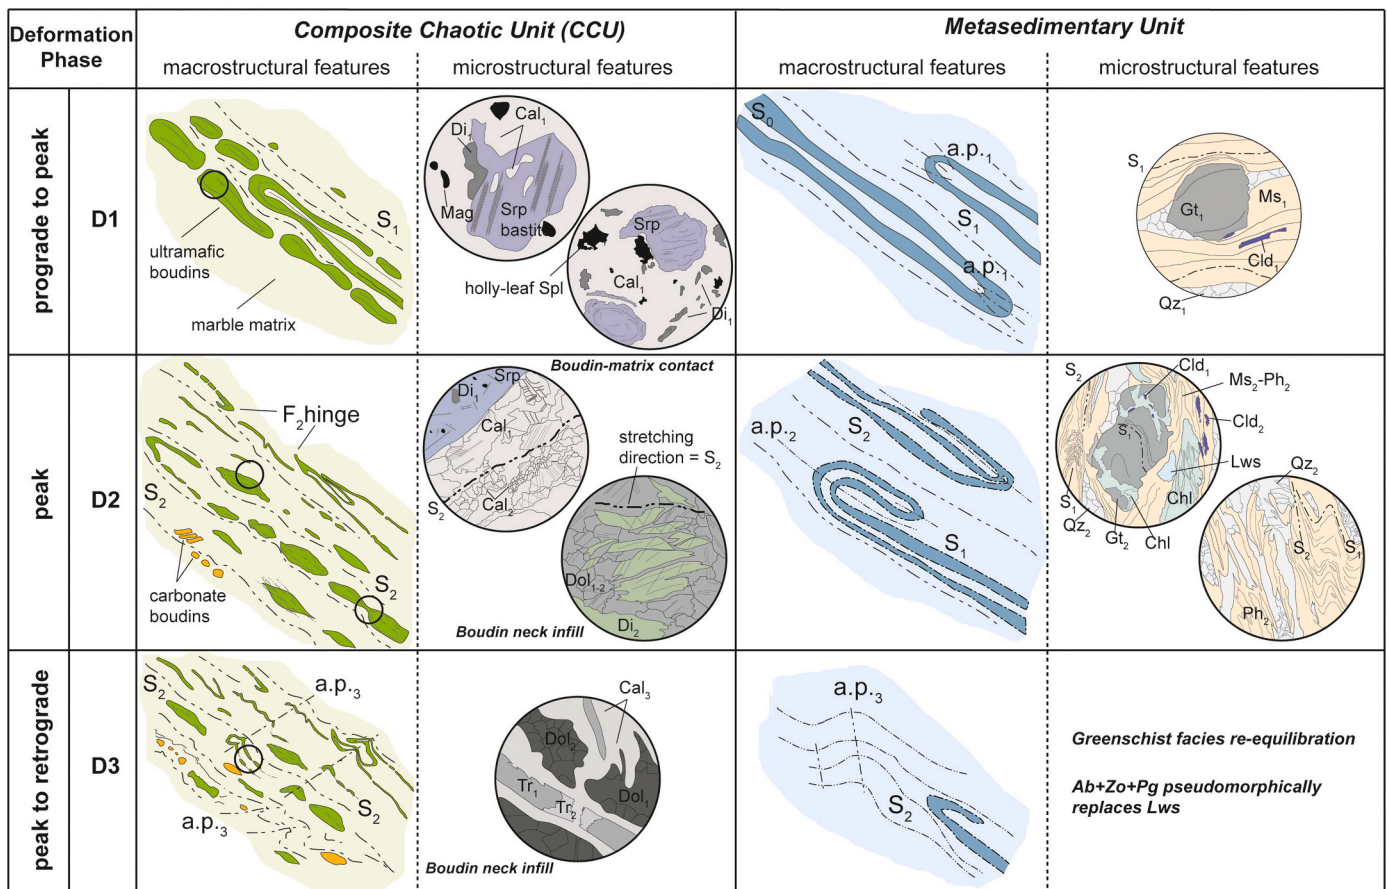 Deformation
Phase
Composite Chaotic Unit (CCU)
Metasedimentary Unit
macrostructural features
microstructural features
macrostructural features
microstructural features
prograde to peak
D1
S1
ultramafic
boudins
marble matrix
Di1
Cal1
Mag
Srp
bastit
Srp
holly-leaf Spl
Cal1
Di1
S0
a.p.1
S1
a.p.1
S1
Gt1
Ms1
Cld1
Qz1
peak
D2
F2hinge
S2
S2
carbonate
boudins
Boudin-matrix contact
Srp
Di1
Cal1
Cal2
S2
stretching
direction = S2
Dol1-2
Di2
Boudin neck infill
a.p.2
S2
S1
S2
Cld1
Ms2-Ph2
Cld2
S1
Lws
Chl
S1
Qz2
Gt2
Chl
Qz2
S2
S1
Ph2
peak to retrograde
D3
S2
a.p.3
S2
a.p.3
Cal3
Dol2
Tr1
Tr2
Dol1
Boudin neck infill
a.p.3
S2
Greenschist facies re-equilibration
Ab+Zo+Pg pseudomorphically
replaces Lws